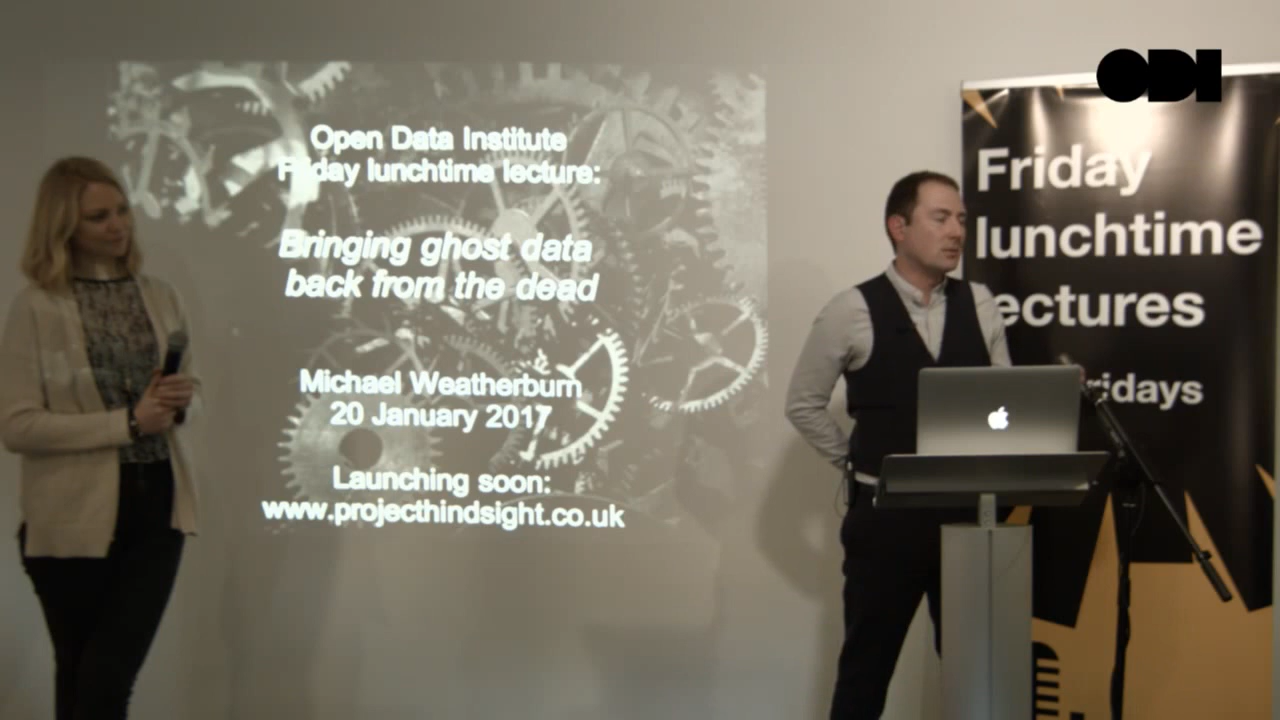 Open Data Institute
Friday lunchtime lecture:
Bringing ghost data
back from the dead
Michael Weatherburn
20 January 2017
Launching soon:
www.projecthindsight.co.uk
ODI
Friday
lunchtime
lectures
ridays